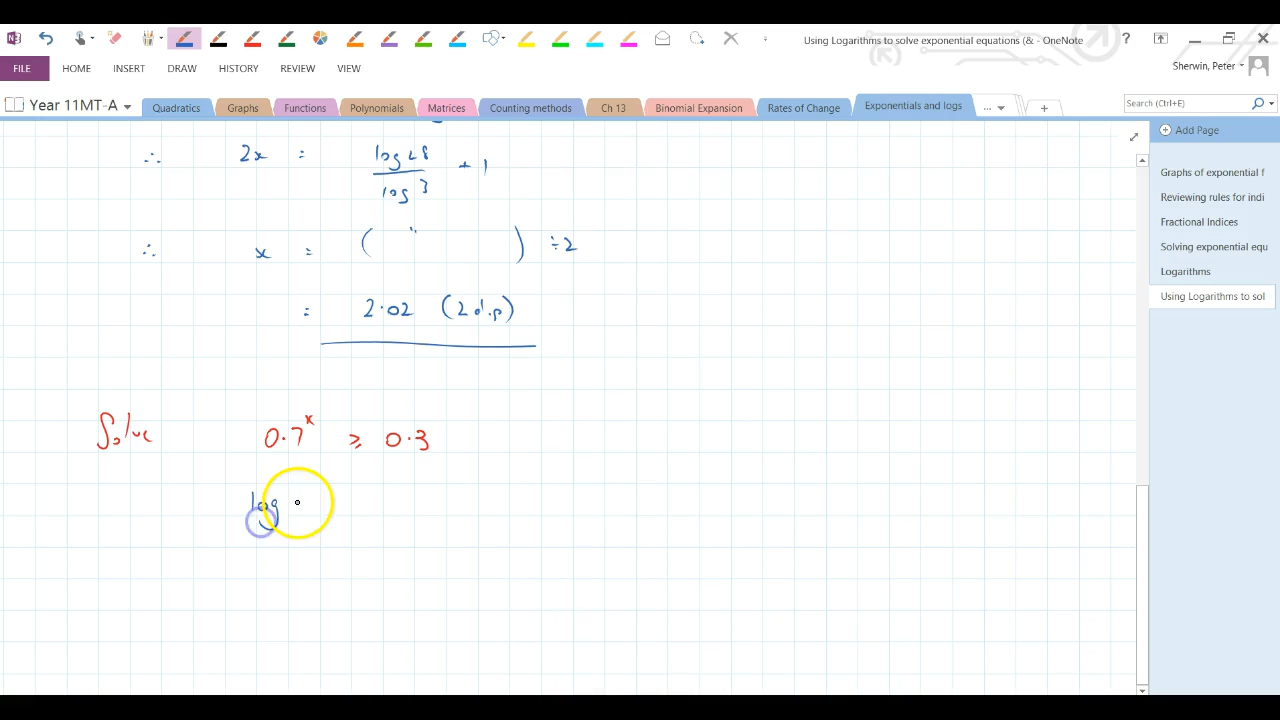 Using Logarithms to solve exponential equations (& - OneNote
Sherwin, Peter
FILE HOME INSERT DRAW HISTORY REVIEW VIEW
Year 11MT-A Quadratics Graphs Functions Polynomials Matrices Counting methods Ch 13 Binomial Expansion Rates of Change Exponentials and logs ... Search (Ctrl+E)
Add Page
Graphs of exponential f
Reviewing rules for indi
Fractional Indices
Solving exponential equ
Logarithms
Using Logarithms to sol
∴ 2x = log 28 / log 3 + 1
∴ x = ( " ) ÷2
= 2.02 (2 d.p)
Solve 0.7^x ≥ 0.3
log